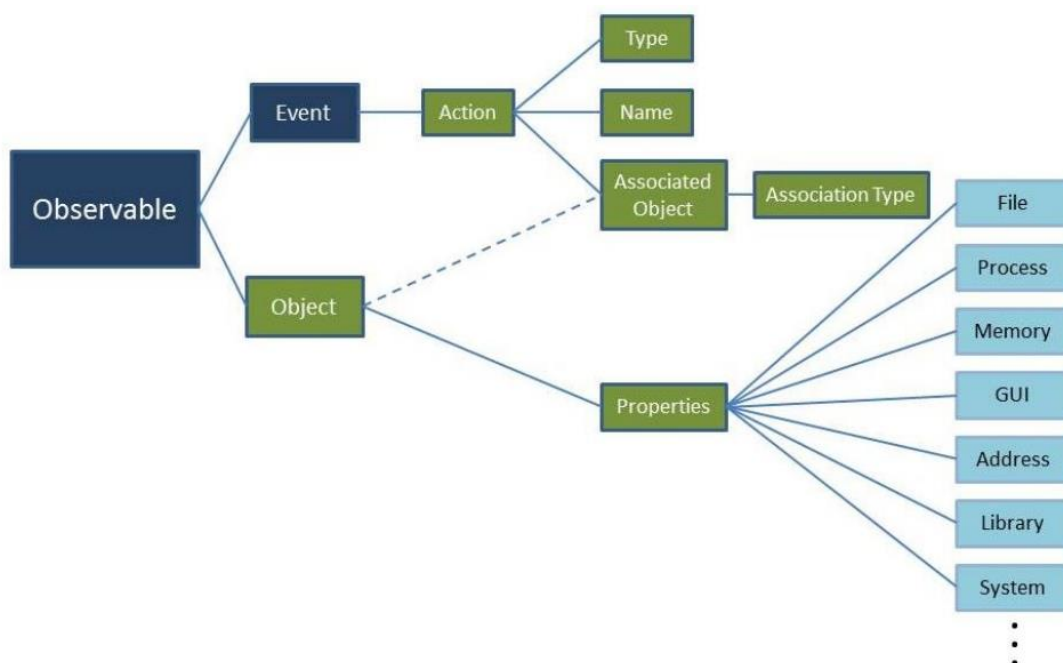 Type
Event
Action
Name
Observable
Associated
Object
Association Type
File
Process
Object
Memory
GUI
Properties
Address
Library
System